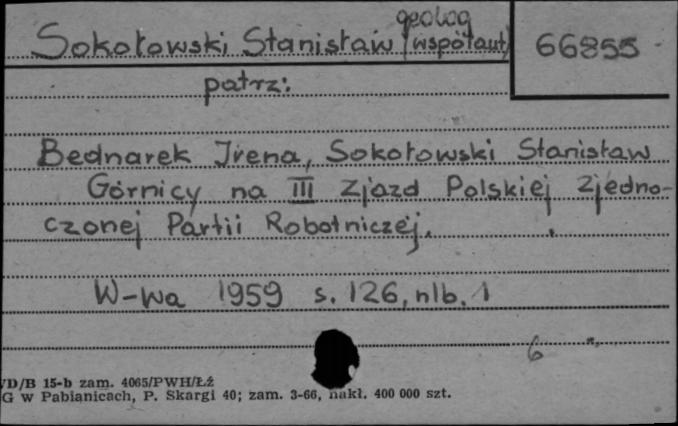 geolog
Sokołowski Stanisław (współaut)
66855
patrz:
Bednarek Irena, Sokołowski Stanisław
Górnicy na III Zjazd Polskiej Zjedno-
czonej Partii Robotniczej.
W-wa 1959 s. 126, nlb. 1
6
VD/B 15-b zam. 4065/PWH/Łź
G w Pabianicach, P. Skargi 40; zam. 3-66, nakł. 400 000 szt.